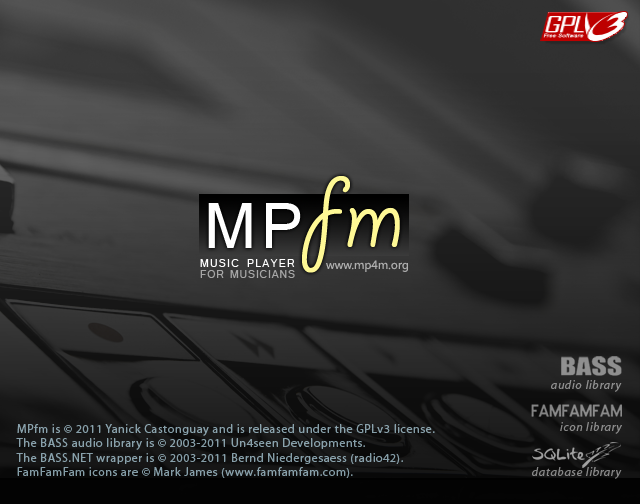 GPLv3
Free Software
MPfm
MUSIC PLAYER
FOR MUSICIANS
www.mp4m.org
BASS
audio library
FAMFAMFAM
icon library
SQLite
database library
MPfm is © 2011 Yanick Castonguay and is released under the GPLv3 license.
The BASS audio library is © 2003-2011 Un4seen Developments.
The BASS.NET wrapper is © 2003-2011 Bernd Niedergesaess (radio42).
FamFamFam icons are © Mark James (www.famfamfam.com).